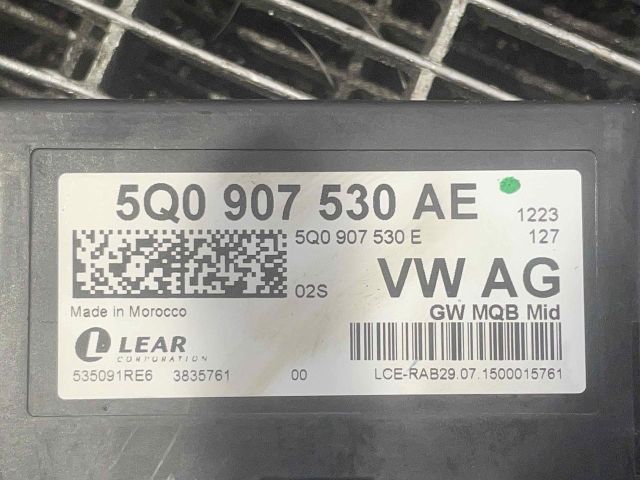 5Q0 907 530 AE 1223
5Q0 907 530 E 127
02S VW AG
Made in Morocco GW MQB Mid
LEAR
CORPORATION
535091RE6 3835761 00 LCE-RAB29.07.1500015761